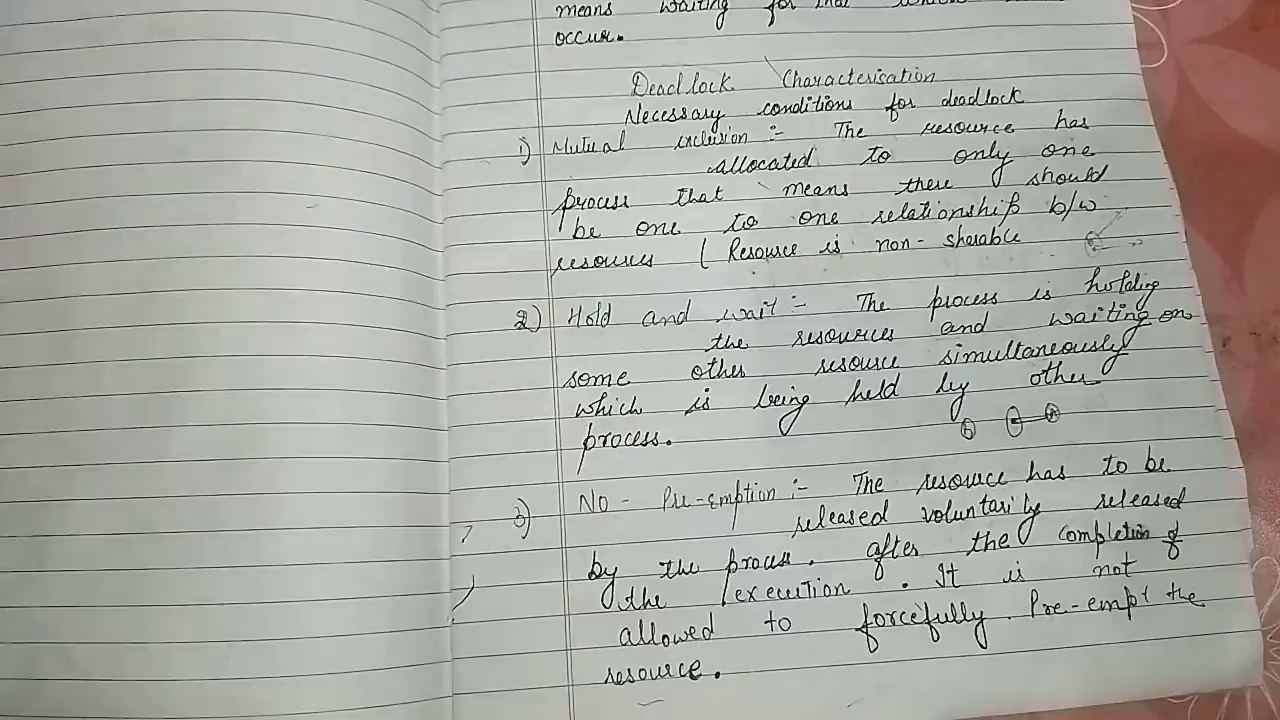 means waiting for that
occur.
Deadlock Characterisation
Necessary conditions for deadlock
1) Mutual exclusion :- The resource has
allocated to only one
process that means there should
be one to one relationship b/w
resources ( Resource is non-sharable
2) Hold and wait :- The process is holding
the resources and waiting on
some other resource simultaneously
which is being held by other
process.
3) NO - Pre-emption :- The resource has to be
released voluntarily released
by the process. after the completion of
the execution. It is not
allowed to forcefully Pre-empt the
resource.